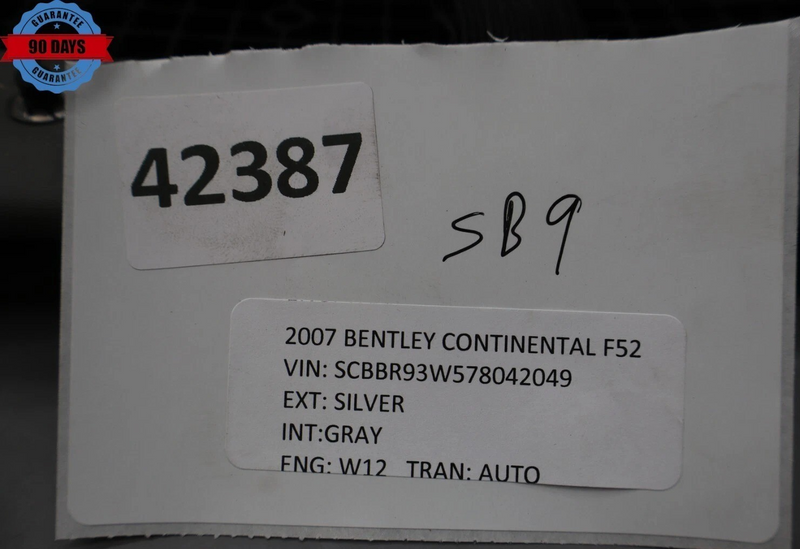 GUARANTEE
90 DAYS
GUARANTEE
42387
SB9
2007 BENTLEY CONTINENTAL F52
VIN: SCBBR93W578042049
EXT: SILVER
INT:GRAY
ENG: W12 TRAN: AUTO